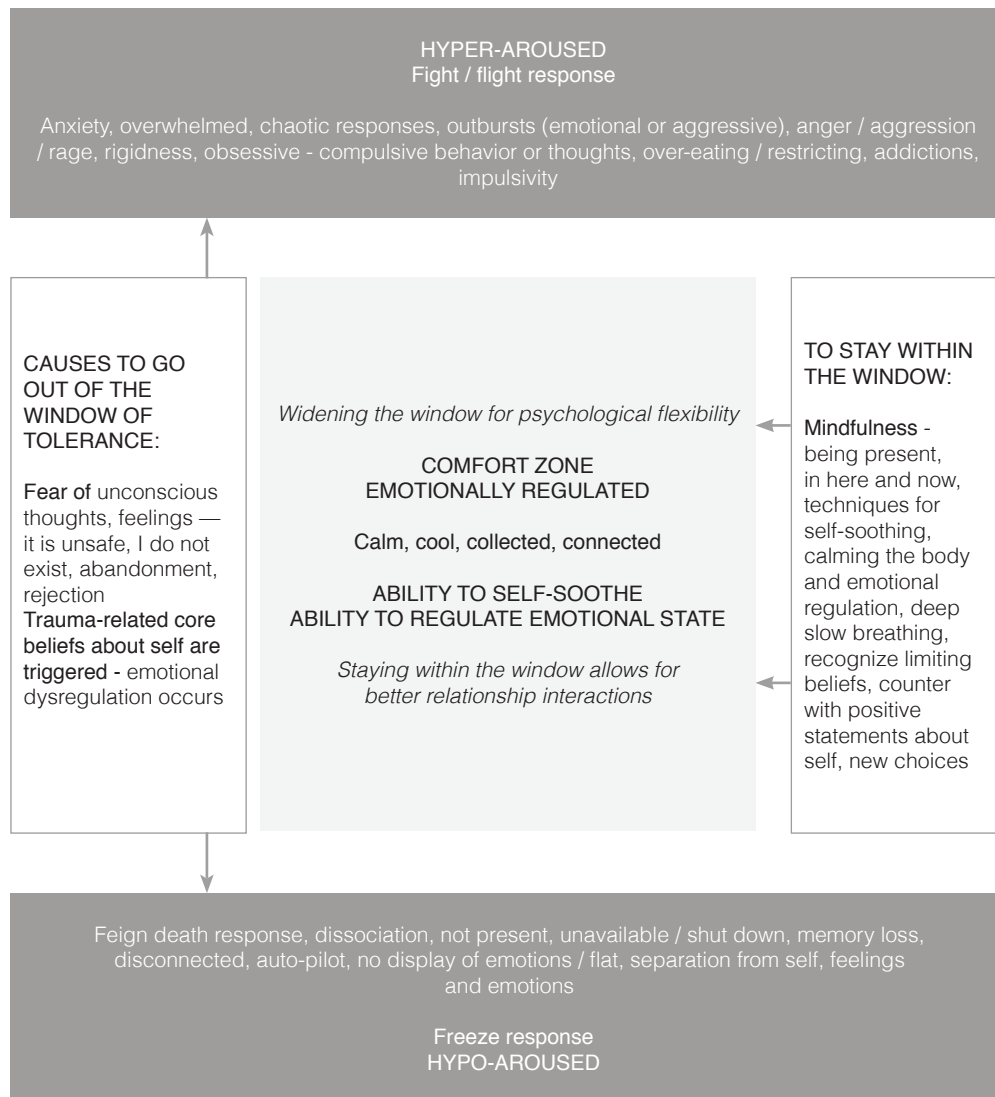 HYPER-AROUSED
Fight / flight response
Anxiety, overwhelmed, chaotic responses, outbursts (emotional or aggressive), anger / aggression
/ rage, rigidness, obsessive - compulsive behavior or thoughts, over-eating / restricting, addictions,
impulsivity
CAUSES TO GO
OUT OF THE
WINDOW OF
TOLERANCE:
Fear of unconscious
thoughts, feelings —
it is unsafe, I do not
exist, abandonment,
rejection
Trauma-related core
beliefs about self are
triggered - emotional
dysregulation occurs
Widening the window for psychological flexibility
COMFORT ZONE
EMOTIONALLY REGULATED
Calm, cool, collected, connected
ABILITY TO SELF-SOOTHE
ABILITY TO REGULATE EMOTIONAL STATE
Staying within the window allows for
better relationship interactions
TO STAY WITHIN
THE WINDOW:
Mindfulness -
being present,
in here and now,
techniques for
self-soothing,
calming the body
and emotional
regulation, deep
slow breathing,
recognize limiting
beliefs, counter
with positive
statements about
self, new choices
Feign death response, dissociation, not present, unavailable / shut down, memory loss,
disconnected, auto-pilot, no display of emotions / flat, separation from self, feelings
and emotions
Freeze response
HYPO-AROUSED